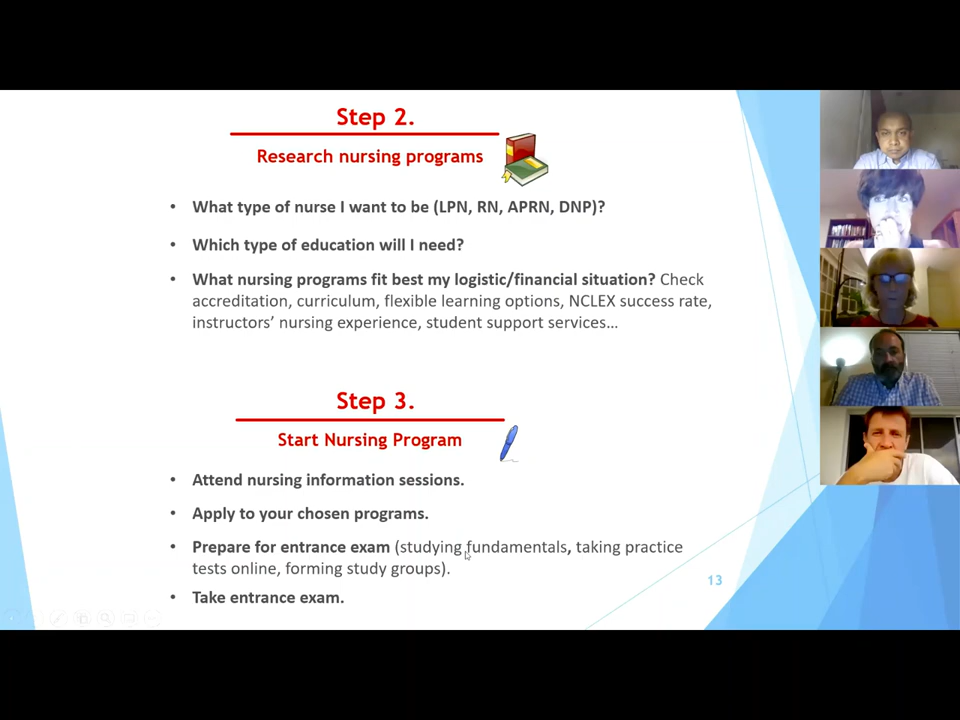 Step 2.
Research nursing programs
• What type of nurse I want to be (LPN, RN, APRN, DNP)?
• Which type of education will I need?
• What nursing programs fit best my logistic/financial situation? Check
accreditation, curriculum, flexible learning options, NCLEX success rate,
instructors’ nursing experience, student support services…
Step 3.
Start Nursing Program
• Attend nursing information sessions.
• Apply to your chosen programs.
• Prepare for entrance exam (studying fundamentals, taking practice
tests online, forming study groups).
• Take entrance exam.
13